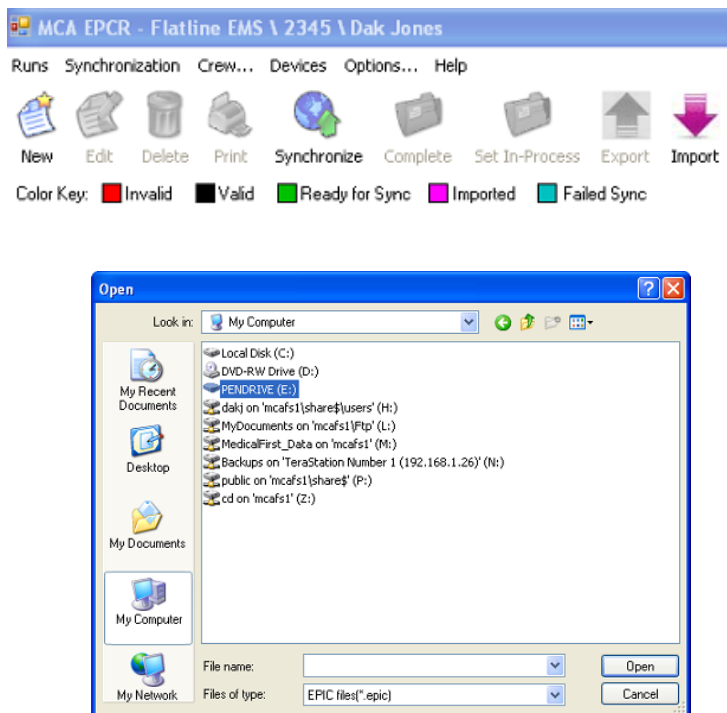 MCA EPCR - Flatline EMS \ 2345 \ Dak Jones
Runs Synchronization Crew... Devices Options... Help
New Edit Delete Print Synchronize Complete Set In-Process Export Import
Color Key: Invalid Valid Ready for Sync Imported Failed Sync
Open
Look in: My Computer
My Recent Documents
Desktop
My Documents
My Computer
My Network
Local Disk (C:)
DVD-RW Drive (D:)
PENDRIVE (E:)
dakj on 'mcafs1\share$\users' (H:)
MyDocuments on 'mcafs1\Ftp' (L:)
MedicalFirst_Data on 'mcafs1' (M:)
Backups on 'TeraStation Number 1 (192.168.1.26)' (N:)
public on 'mcafs1\share$' (P:)
cd on 'mcafs1' (Z:)
File name: Open
Files of type: EPIC files(*.epic) Cancel